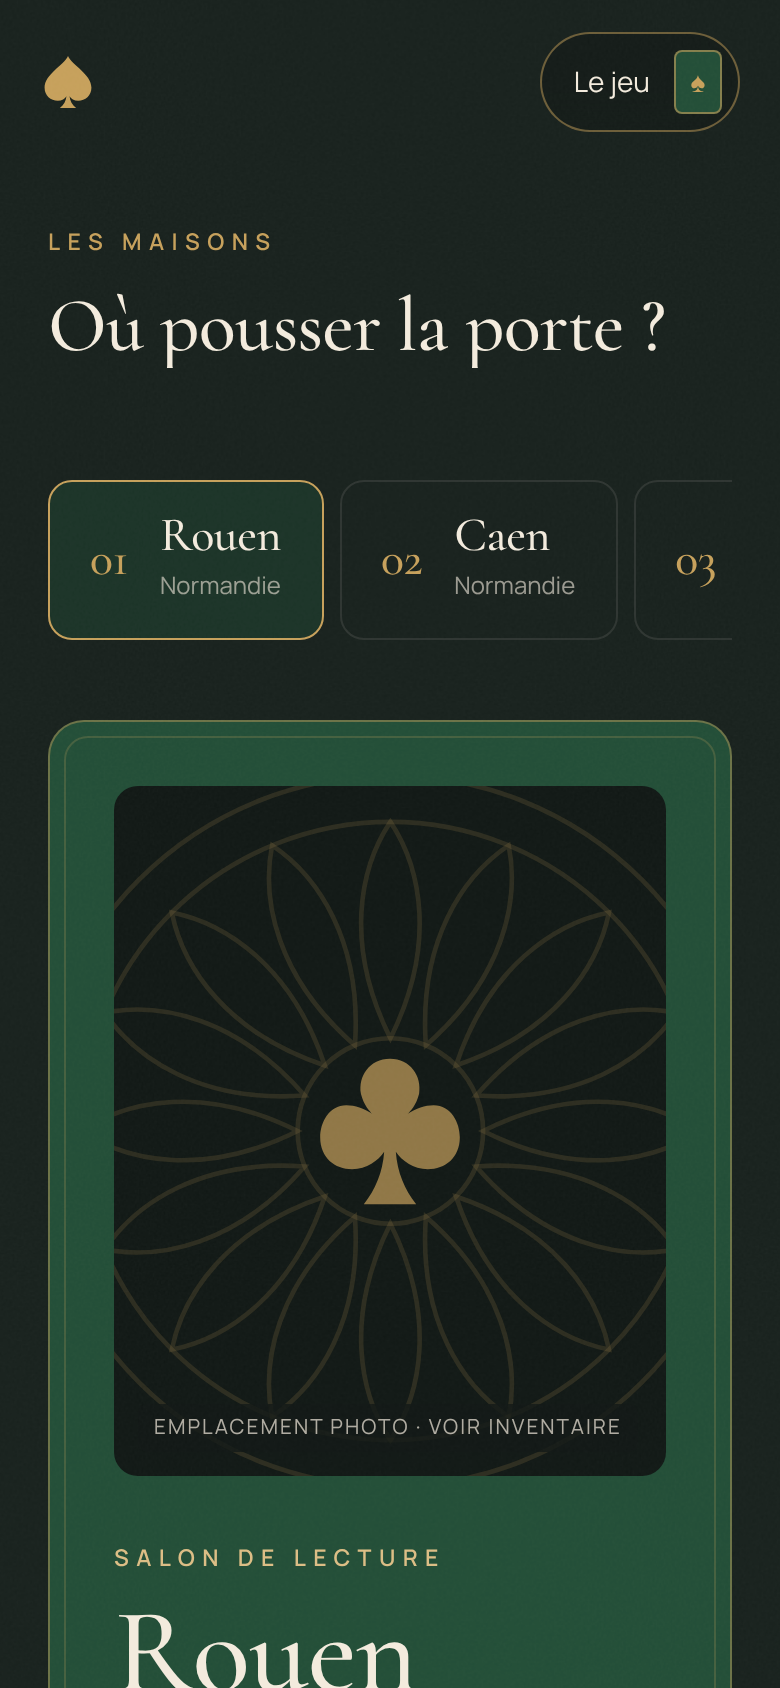 Le jeu
LES MAISONS
Où pousser la porte ?
01
Rouen
Normandie
02
Caen
Normandie
03
EMPLACEMENT PHOTO · VOIR INVENTAIRE
SALON DE LECTURE
Rouen